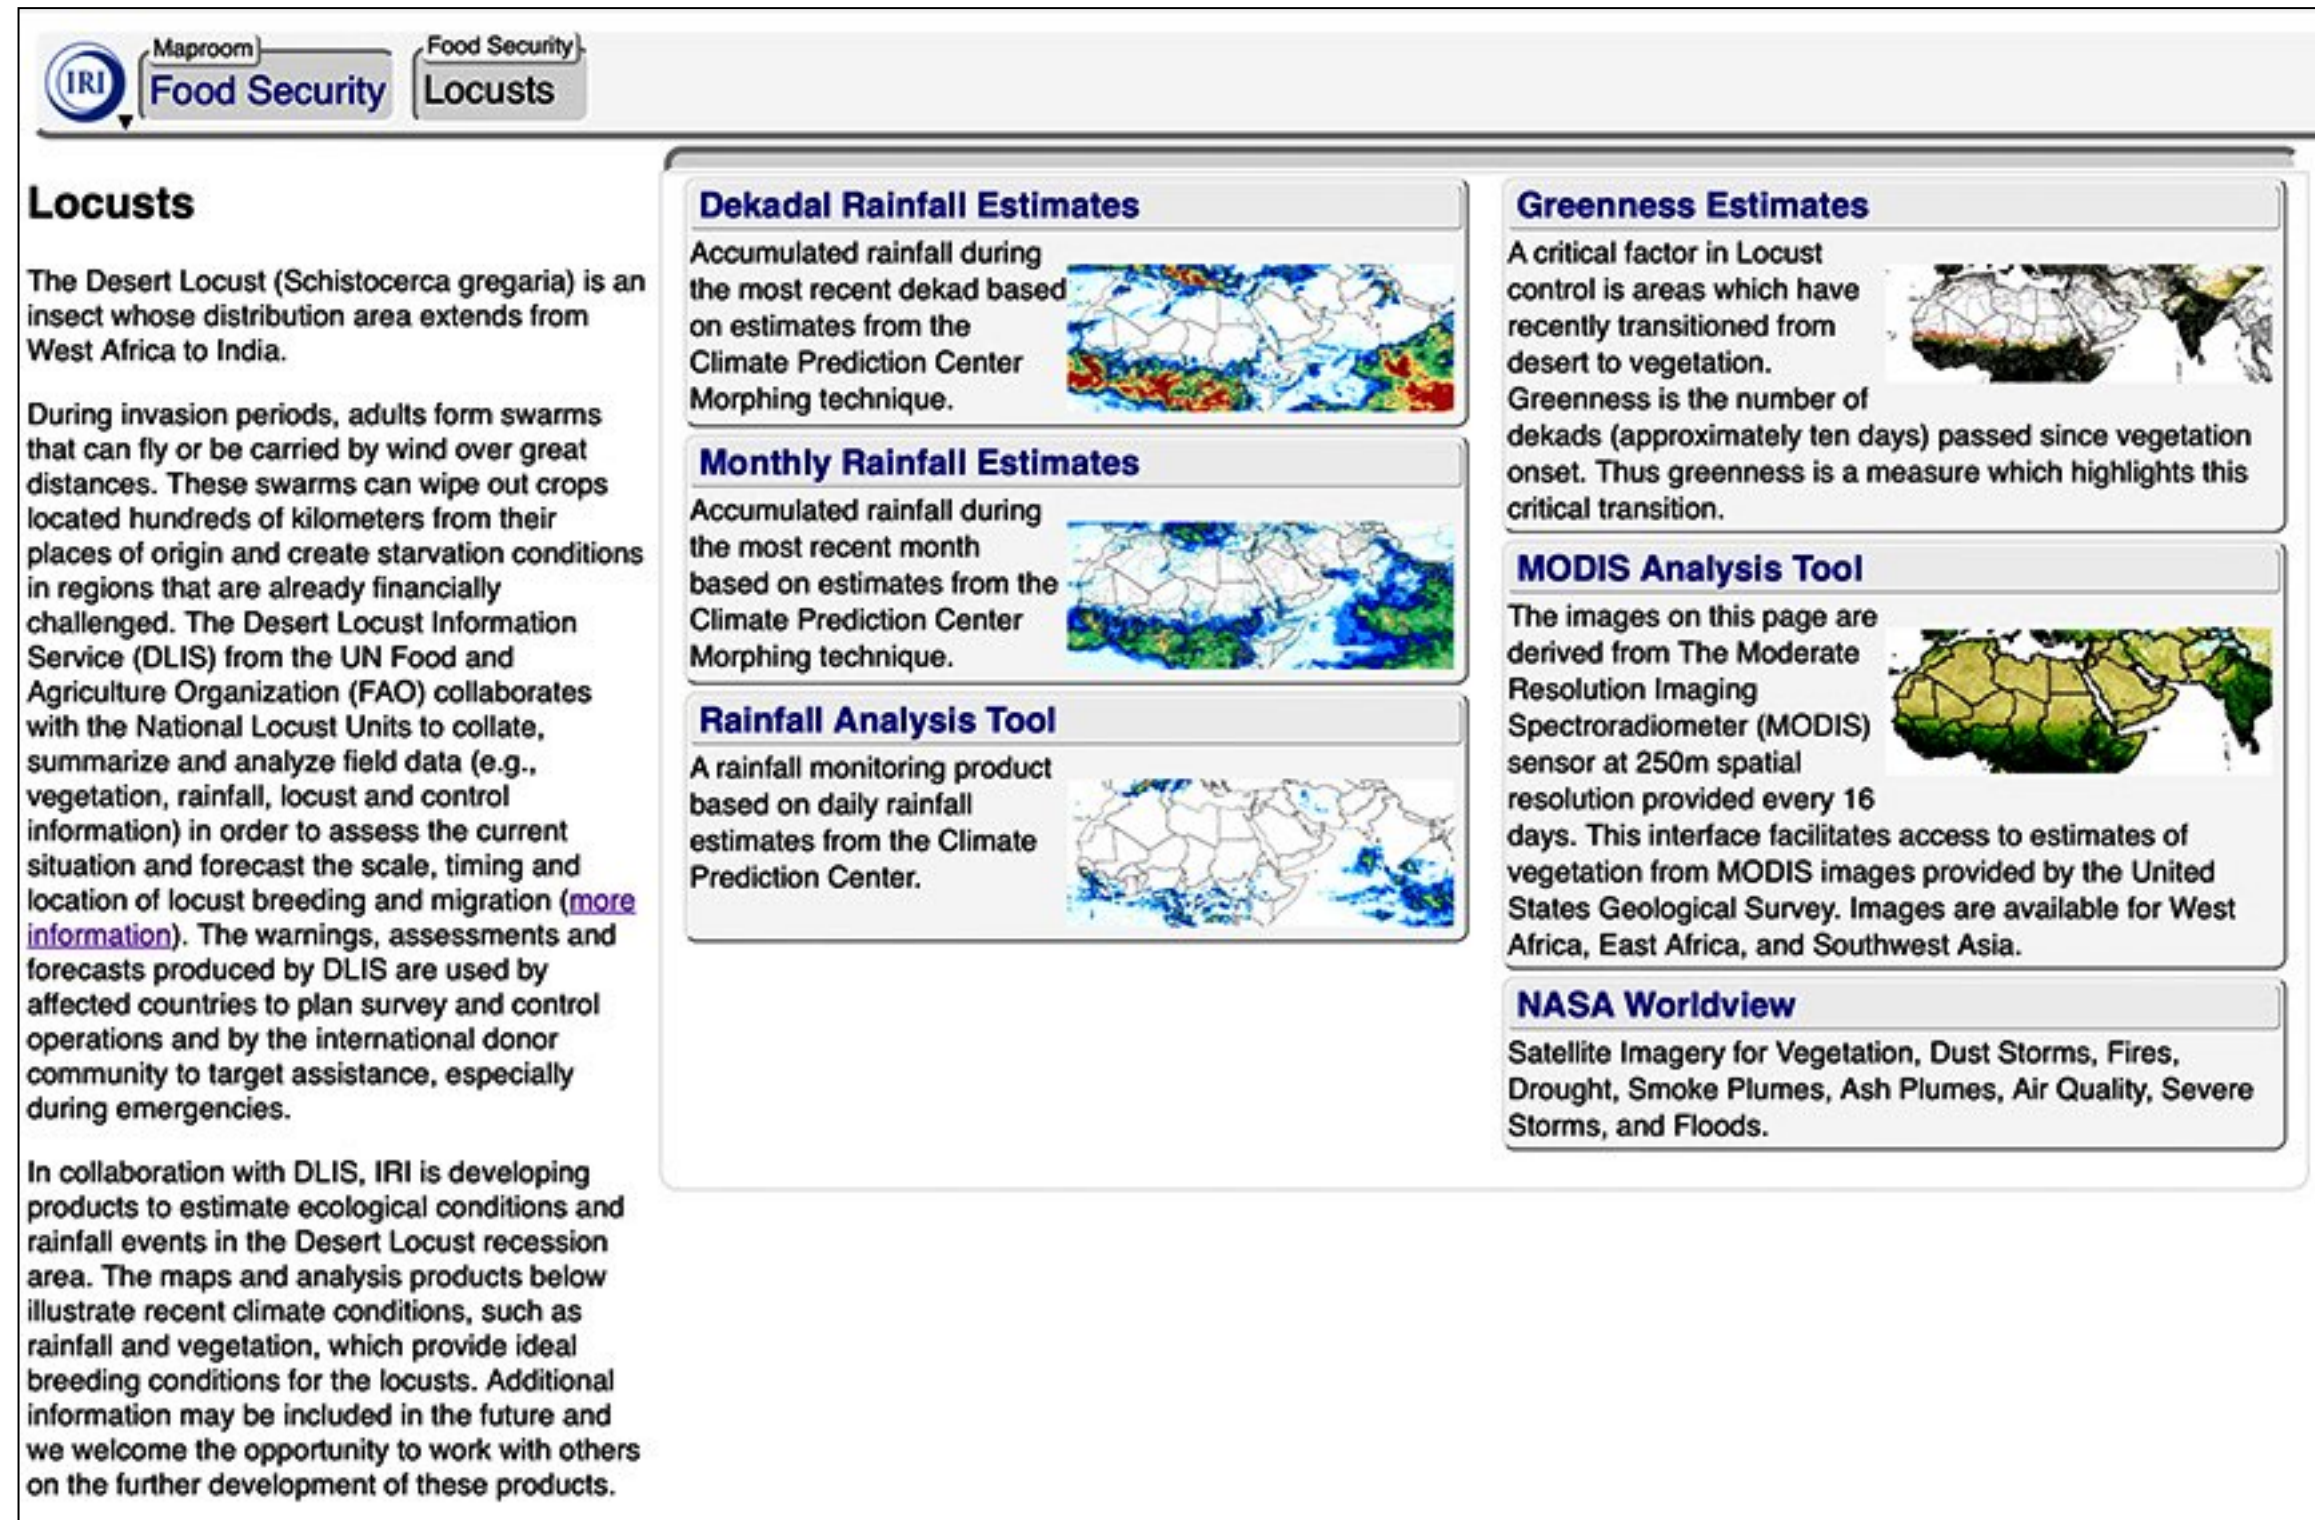 IRI
Maproom
Food Security
Food Security
Locusts
Locusts
The Desert Locust (Schistocerca gregaria) is an
insect whose distribution area extends from
West Africa to India.
During invasion periods, adults form swarms
that can fly or be carried by wind over great
distances. These swarms can wipe out crops
located hundreds of kilometers from their
places of origin and create starvation conditions
in regions that are already financially
challenged. The Desert Locust Information
Service (DLIS) from the UN Food and
Agriculture Organization (FAO) collaborates
with the National Locust Units to collate,
summarize and analyze field data (e.g.,
vegetation, rainfall, locust and control
information) in order to assess the current
situation and forecast the scale, timing and
location of locust breeding and migration (more
information). The warnings, assessments and
forecasts produced by DLIS are used by
affected countries to plan survey and control
operations and by the international donor
community to target assistance, especially
during emergencies.
In collaboration with DLIS, IRI is developing
products to estimate ecological conditions and
rainfall events in the Desert Locust recession
area. The maps and analysis products below
illustrate recent climate conditions, such as
rainfall and vegetation, which provide ideal
breeding conditions for the locusts. Additional
information may be included in the future and
we welcome the opportunity to work with others
on the further development of these products.
Dekadal Rainfall Estimates
Accumulated rainfall during
the most recent dekad based
on estimates from the
Climate Prediction Center
Morphing technique.
Monthly Rainfall Estimates
Accumulated rainfall during
the most recent month
based on estimates from the
Climate Prediction Center
Morphing technique.
Rainfall Analysis Tool
A rainfall monitoring product
based on daily rainfall
estimates from the Climate
Prediction Center.
Greenness Estimates
A critical factor in Locust
control is areas which have
recently transitioned from
desert to vegetation.
Greenness is the number of
dekads (approximately ten days) passed since vegetation
onset. Thus greenness is a measure which highlights this
critical transition.
MODIS Analysis Tool
The images on this page are
derived from The Moderate
Resolution Imaging
Spectroradiometer (MODIS)
sensor at 250m spatial
resolution provided every 16
days. This interface facilitates access to estimates of
vegetation from MODIS images provided by the United
States Geological Survey. Images are available for West
Africa, East Africa, and Southwest Asia.
NASA Worldview
Satellite Imagery for Vegetation, Dust Storms, Fires,
Drought, Smoke Plumes, Ash Plumes, Air Quality, Severe
Storms, and Floods.